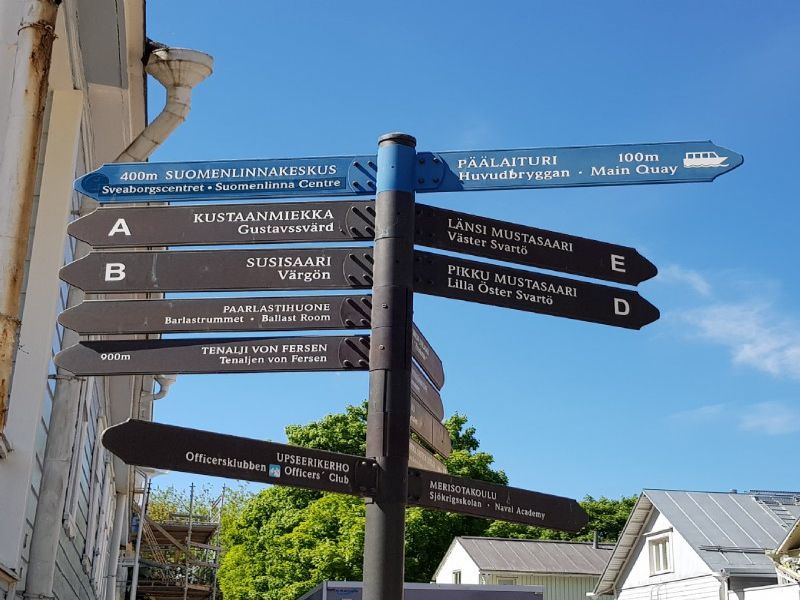 400m SUOMENLINNAKESKUS
Sveaborgscentret • Suomenlinna Centre
PÄÄLAITURI 100m
Huvudbryggan · Main Quay
A KUSTAANMIEKKA
Gustavssvärd
LÄNSI MUSTASAARI
Väster Svartö E
B SUSISAARI
Värgön
PIKKU MUSTASAARI
Lilla Öster Svartö D
PAARLASTIHUONE
Barlastrummet • Ballast Room
900m TENALJI VON FERSEN
Tenaljen von Fersen
UPSEERIKERHO
Officersklubben Officers' Club
MERISOTAKOULU
Sjökrigsskolan • Naval Academy